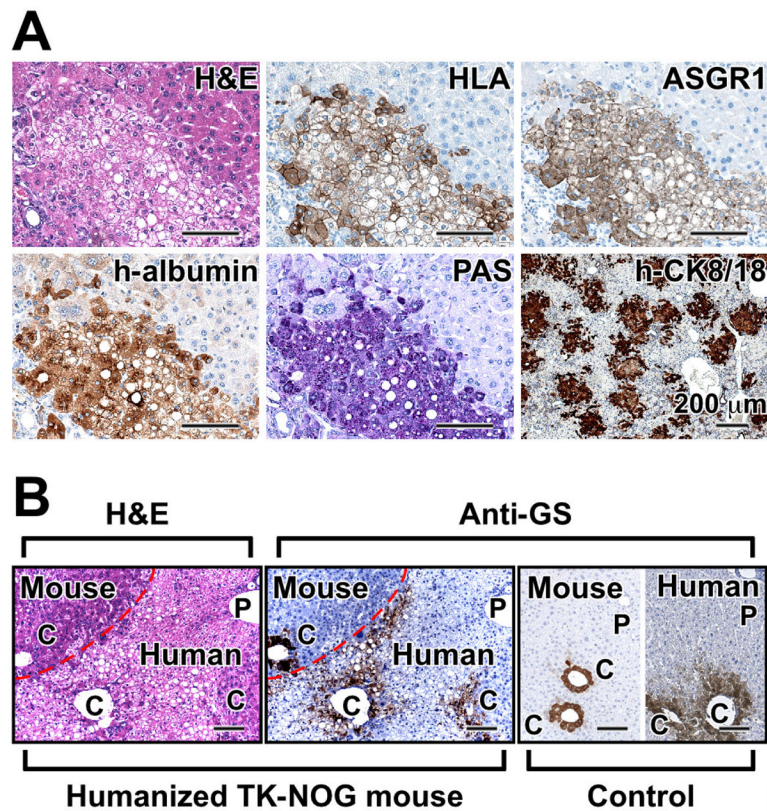 A
H&E
HLA
ASGR1
h-albumin
PAS
h-CK8/18
200 μm
B
H&E
Anti-GS
Mouse
C
P
Human
C
C
Mouse
C
P
Human
C
C
Mouse
P
C
C
Human
P
C
C
Humanized TK-NOG mouse
Control